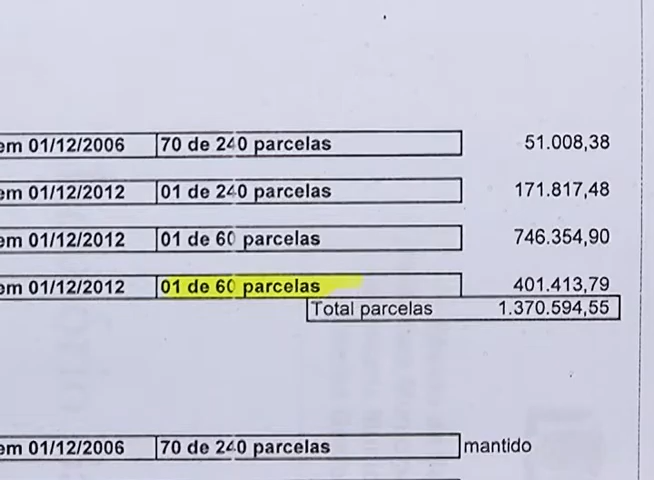 em 01/12/2006 70 de 240 parcelas 51.008,38
em 01/12/2012 01 de 240 parcelas 171.817,48
em 01/12/2012 01 de 60 parcelas 746.354,90
em 01/12/2012 01 de 60 parcelas 401.413,79
Total parcelas 1.370.594,55
em 01/12/2006 70 de 240 parcelas mantido